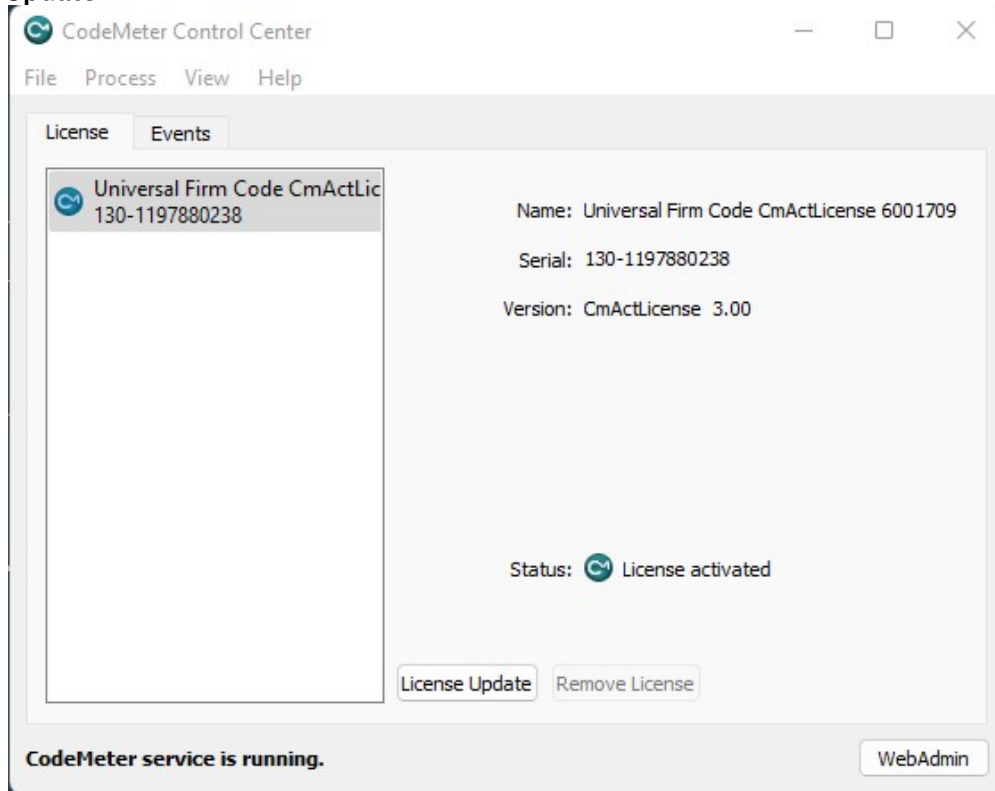 CodeMeter Control Center
File Process View Help
License Events
Universal Firm Code CmActLic
130-1197880238
Name: Universal Firm Code CmActLicense 6001709
Serial: 130-1197880238
Version: CmActLicense 3.00
Status: License activated
License Update Remove License
CodeMeter service is running. WebAdmin